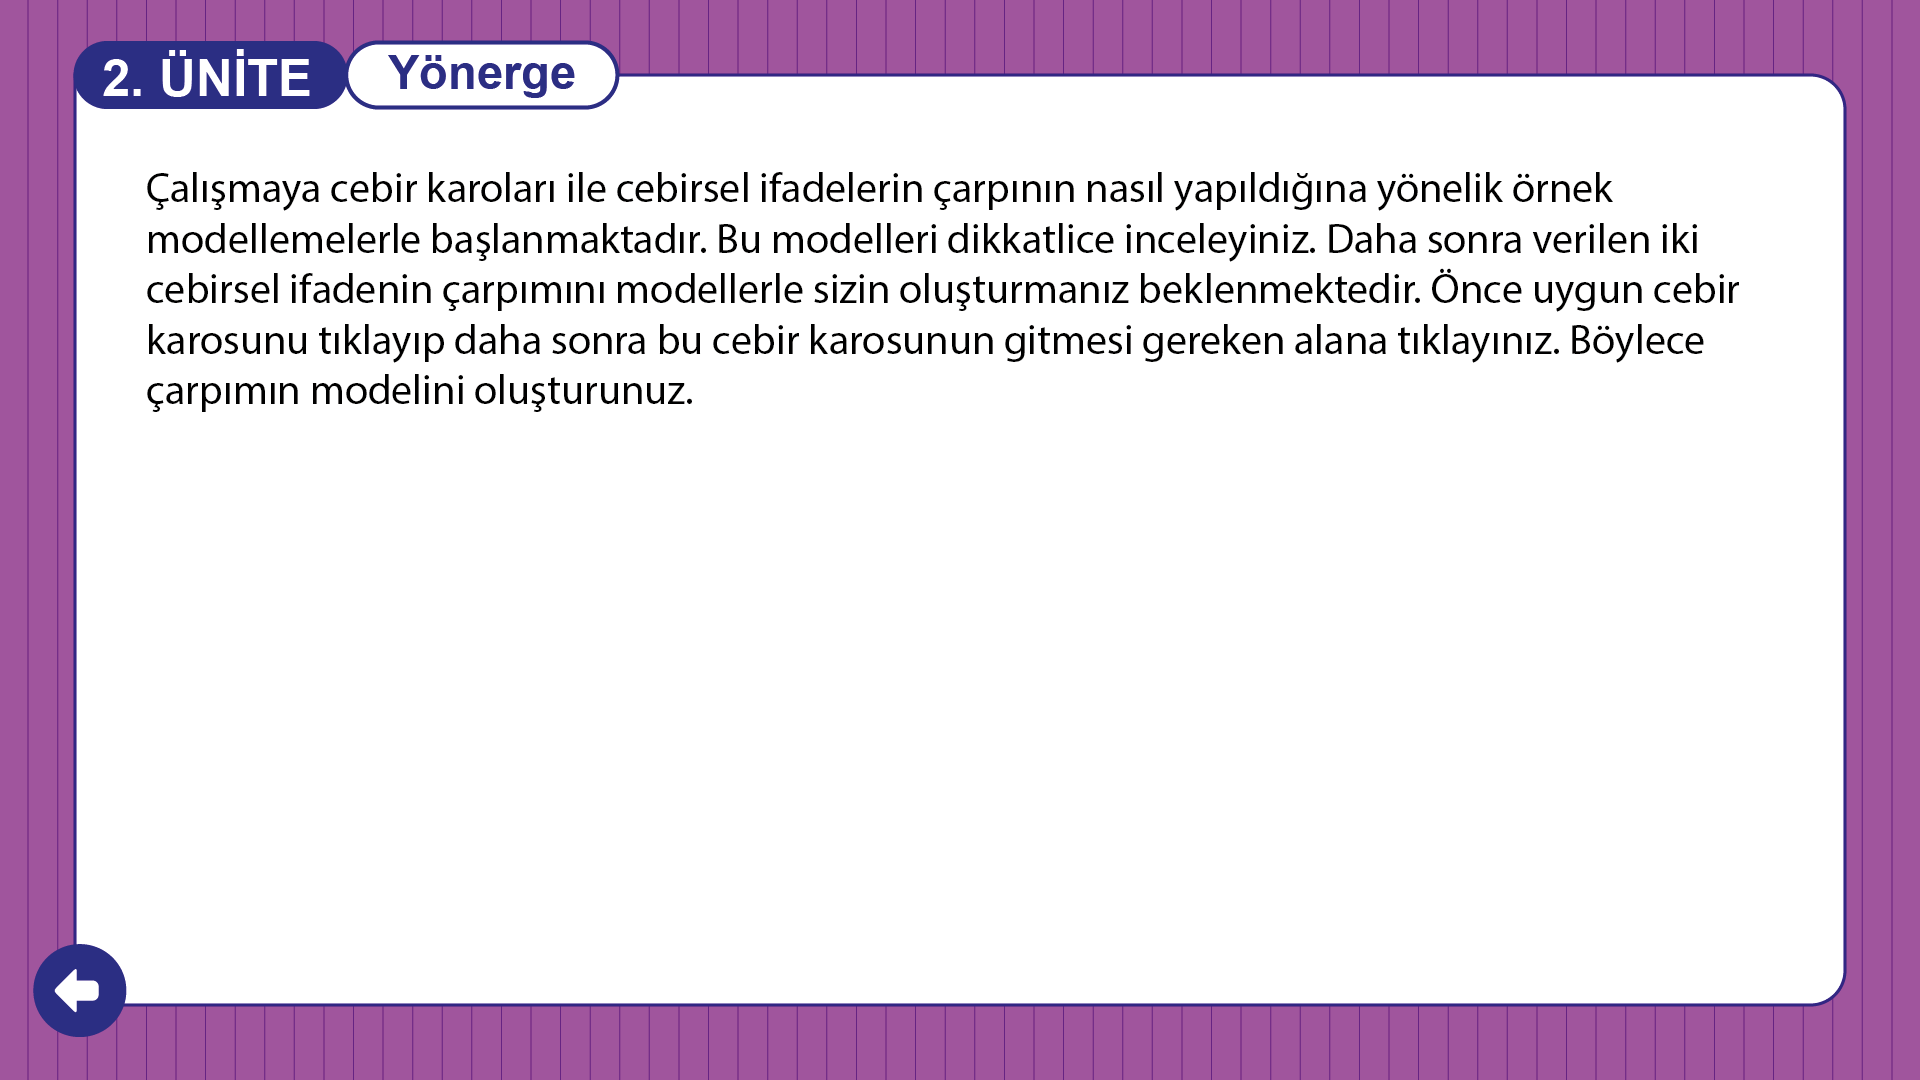 2. ÜNİTE
Yönerge
Çalışmaya cebir karoları ile cebirsel ifadelerin çarpının nasıl yapıldığına yönelik örnek
modellemelerle başlanmaktadır. Bu modelleri dikkatlice inceleyiniz. Daha sonra verilen iki
cebirsel ifadenin çarpımını modellerle sizin oluşturmanız beklenmektedir. Önce uygun cebir
karosunu tıklayıp daha sonra bu cebir karosunun gitmesi gereken alana tıklayınız. Böylece
çarpımın modelini oluşturunuz.